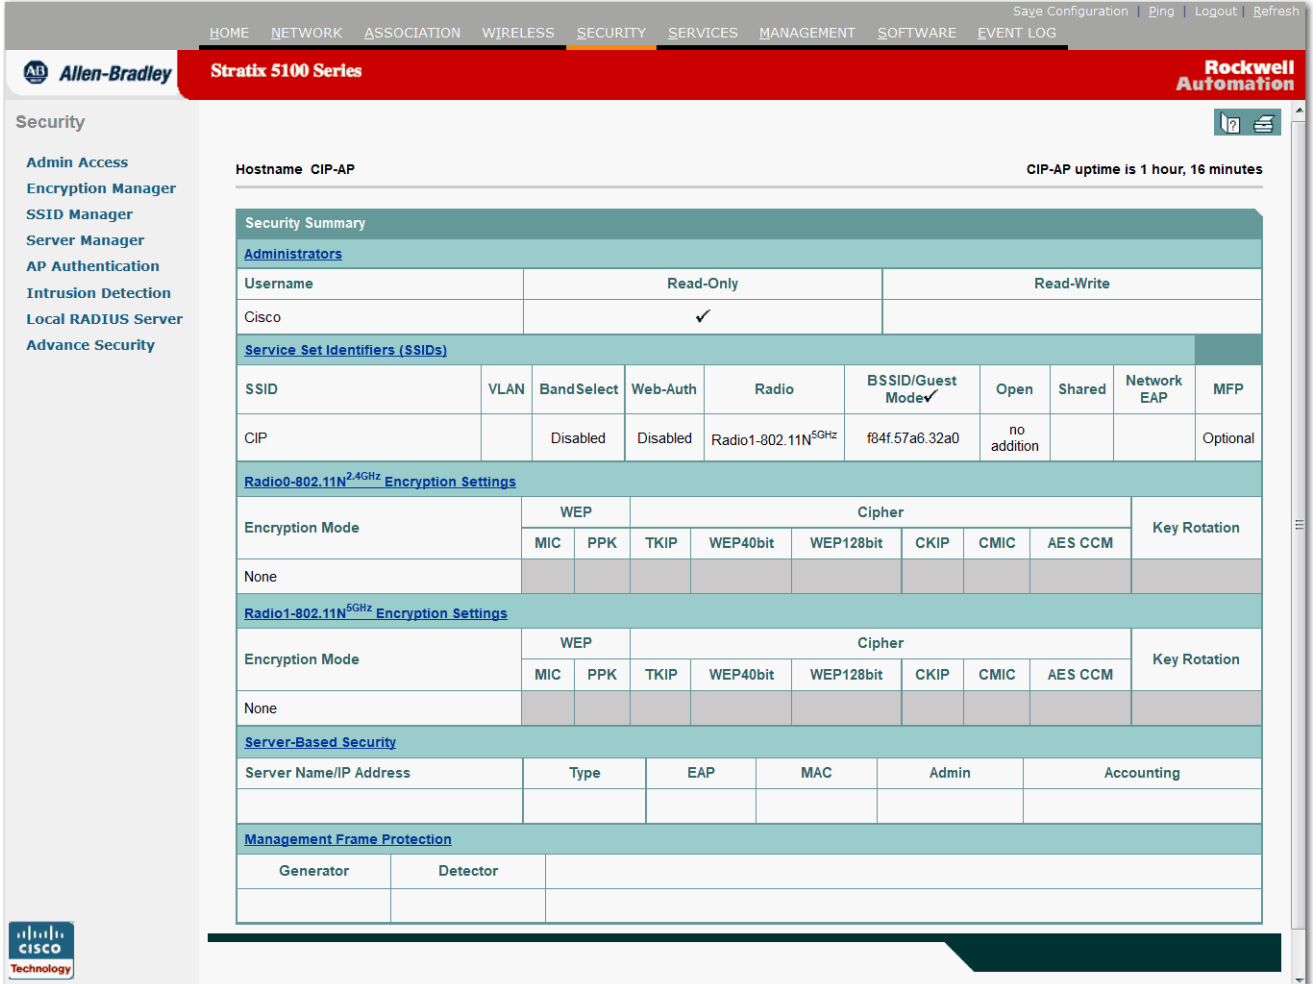 Save Configuration | Ping | Logout | Refresh
HOME NETWORK ASSOCIATION WIRELESS SECURITY SERVICES MANAGEMENT SOFTWARE EVENT LOG
AB Allen-Bradley
Stratix 5100 Series
Rockwell
Automation
Security
Admin Access
Encryption Manager
SSID Manager
Server Manager
AP Authentication
Intrusion Detection
Local RADIUS Server
Advance Security
Hostname CIP-AP
CIP-AP uptime is 1 hour, 16 minutes
Security Summary
Administrators
Username Read-Only Read-Write
Cisco ✓
Service Set Identifiers (SSIDs)
SSID VLAN BandSelect Web-Auth Radio BSSID/Guest Mode✓ Open Shared Network EAP MFP
CIP Disabled Disabled Radio1-802.11N5GHz f84f.57a6.32a0 no addition Optional
Radio0-802.11N2.4GHz Encryption Settings
Encryption Mode WEP Cipher Key Rotation
MIC PPK TKIP WEP40bit WEP128bit CKIP CMIC AES CCM
None
Radio1-802.11N5GHz Encryption Settings
Encryption Mode WEP Cipher Key Rotation
MIC PPK TKIP WEP40bit WEP128bit CKIP CMIC AES CCM
None
Server-Based Security
Server Name/IP Address Type EAP MAC Admin Accounting
Management Frame Protection
Generator Detector
CISCO
Technology